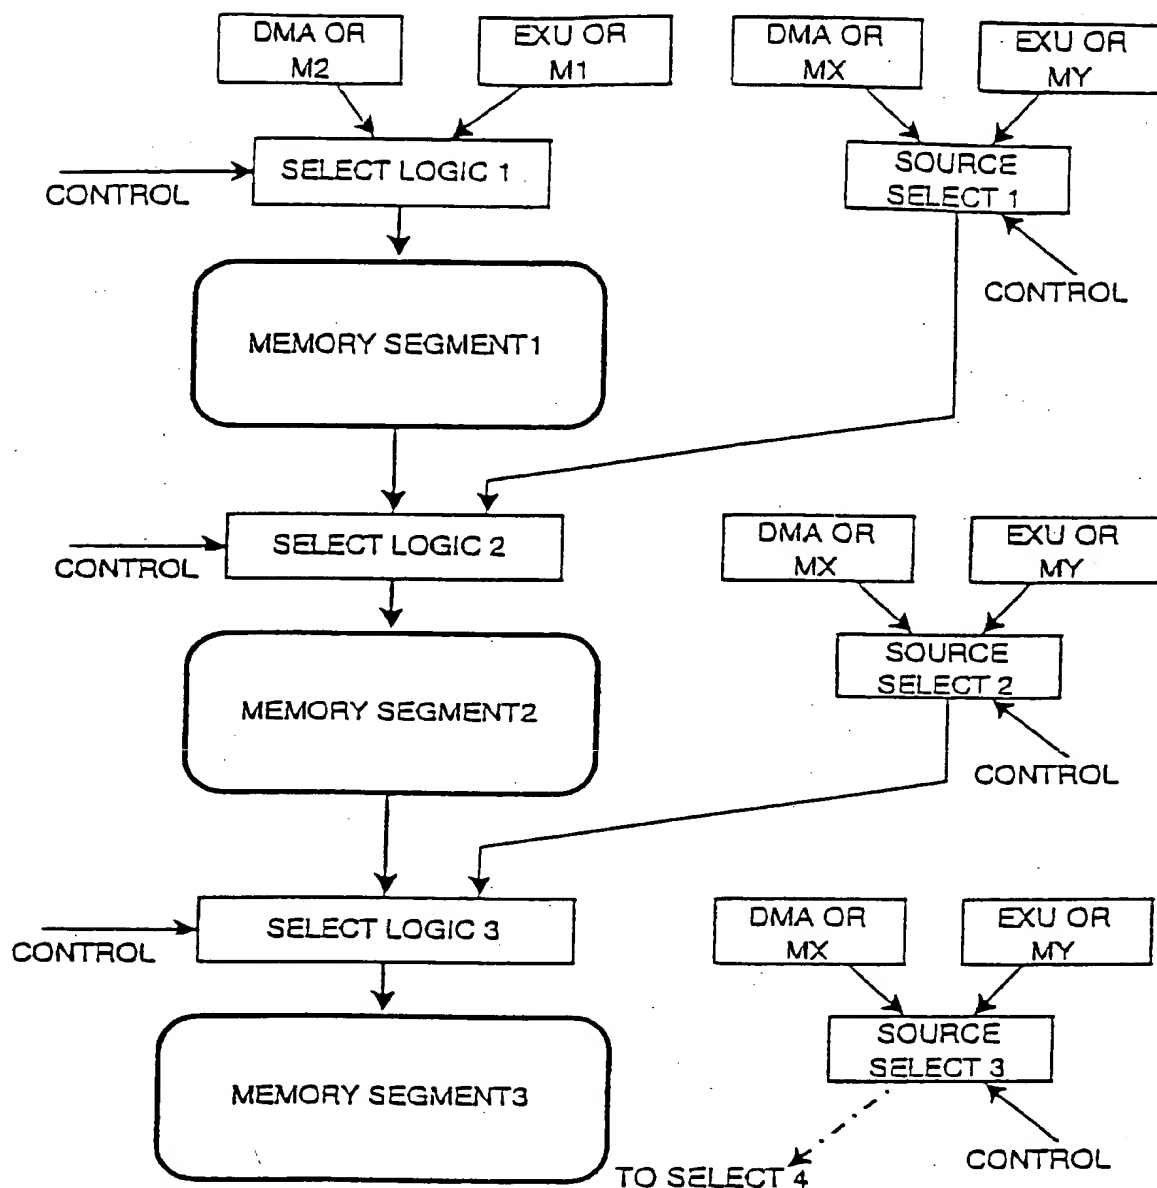 DMA OR
M2
EXU OR
M1
DMA OR
MX
EXU OR
MY
CONTROL
SELECT LOGIC 1
SOURCE
SELECT 1
CONTROL
MEMORY SEGMENT1
CONTROL
SELECT LOGIC 2
DMA OR
MX
EXU OR
MY
SOURCE
SELECT 2
CONTROL
MEMORY SEGMENT2
CONTROL
SELECT LOGIC 3
DMA OR
MX
EXU OR
MY
SOURCE
SELECT 3
CONTROL
MEMORY SEGMENT3
TO SELECT 4